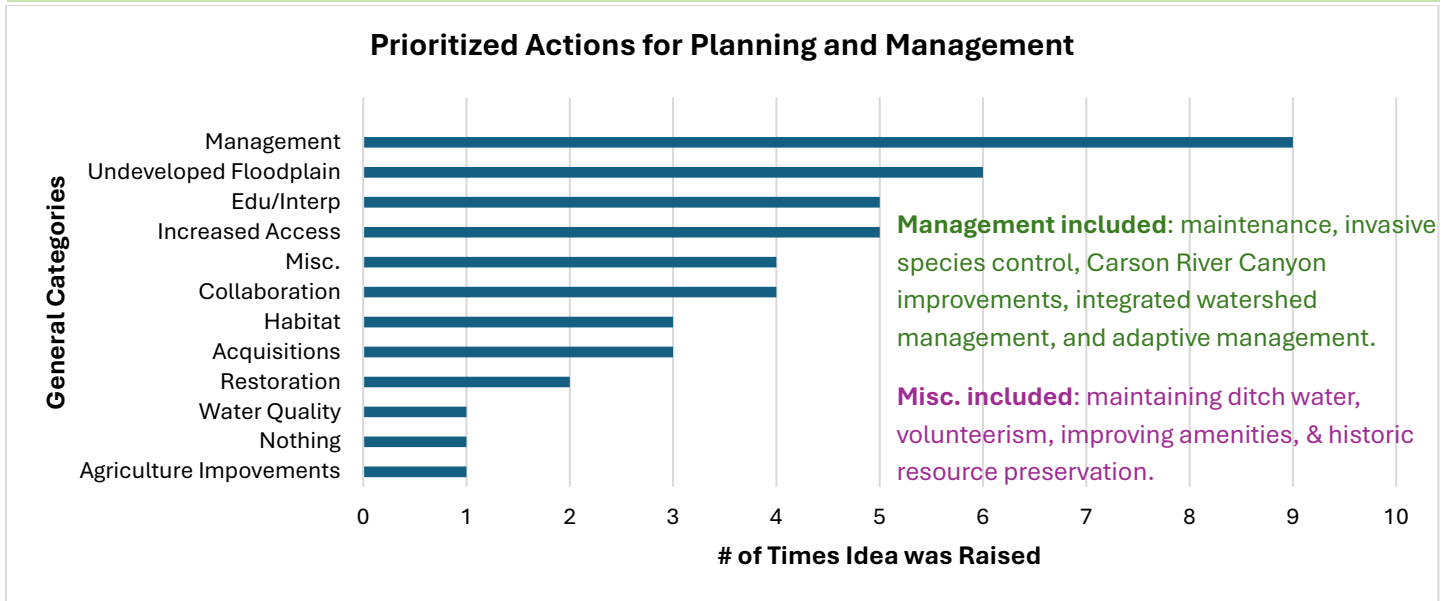 Prioritized Actions for Planning and Management
General Categories
Management
Undeveloped Floodplain
Edu/Interp
Increased Access
Misc.
Collaboration
Habitat
Acquisitions
Restoration
Water Quality
Nothing
Agriculture Impovements
Management included: maintenance, invasive
species control, Carson River Canyon
improvements, integrated watershed
management, and adaptive management.
Misc. included: maintaining ditch water,
volunteerism, improving amenities, & historic
resource preservation.
0 1 2 3 4 5 6 7 8 9 10
# of Times Idea was Raised